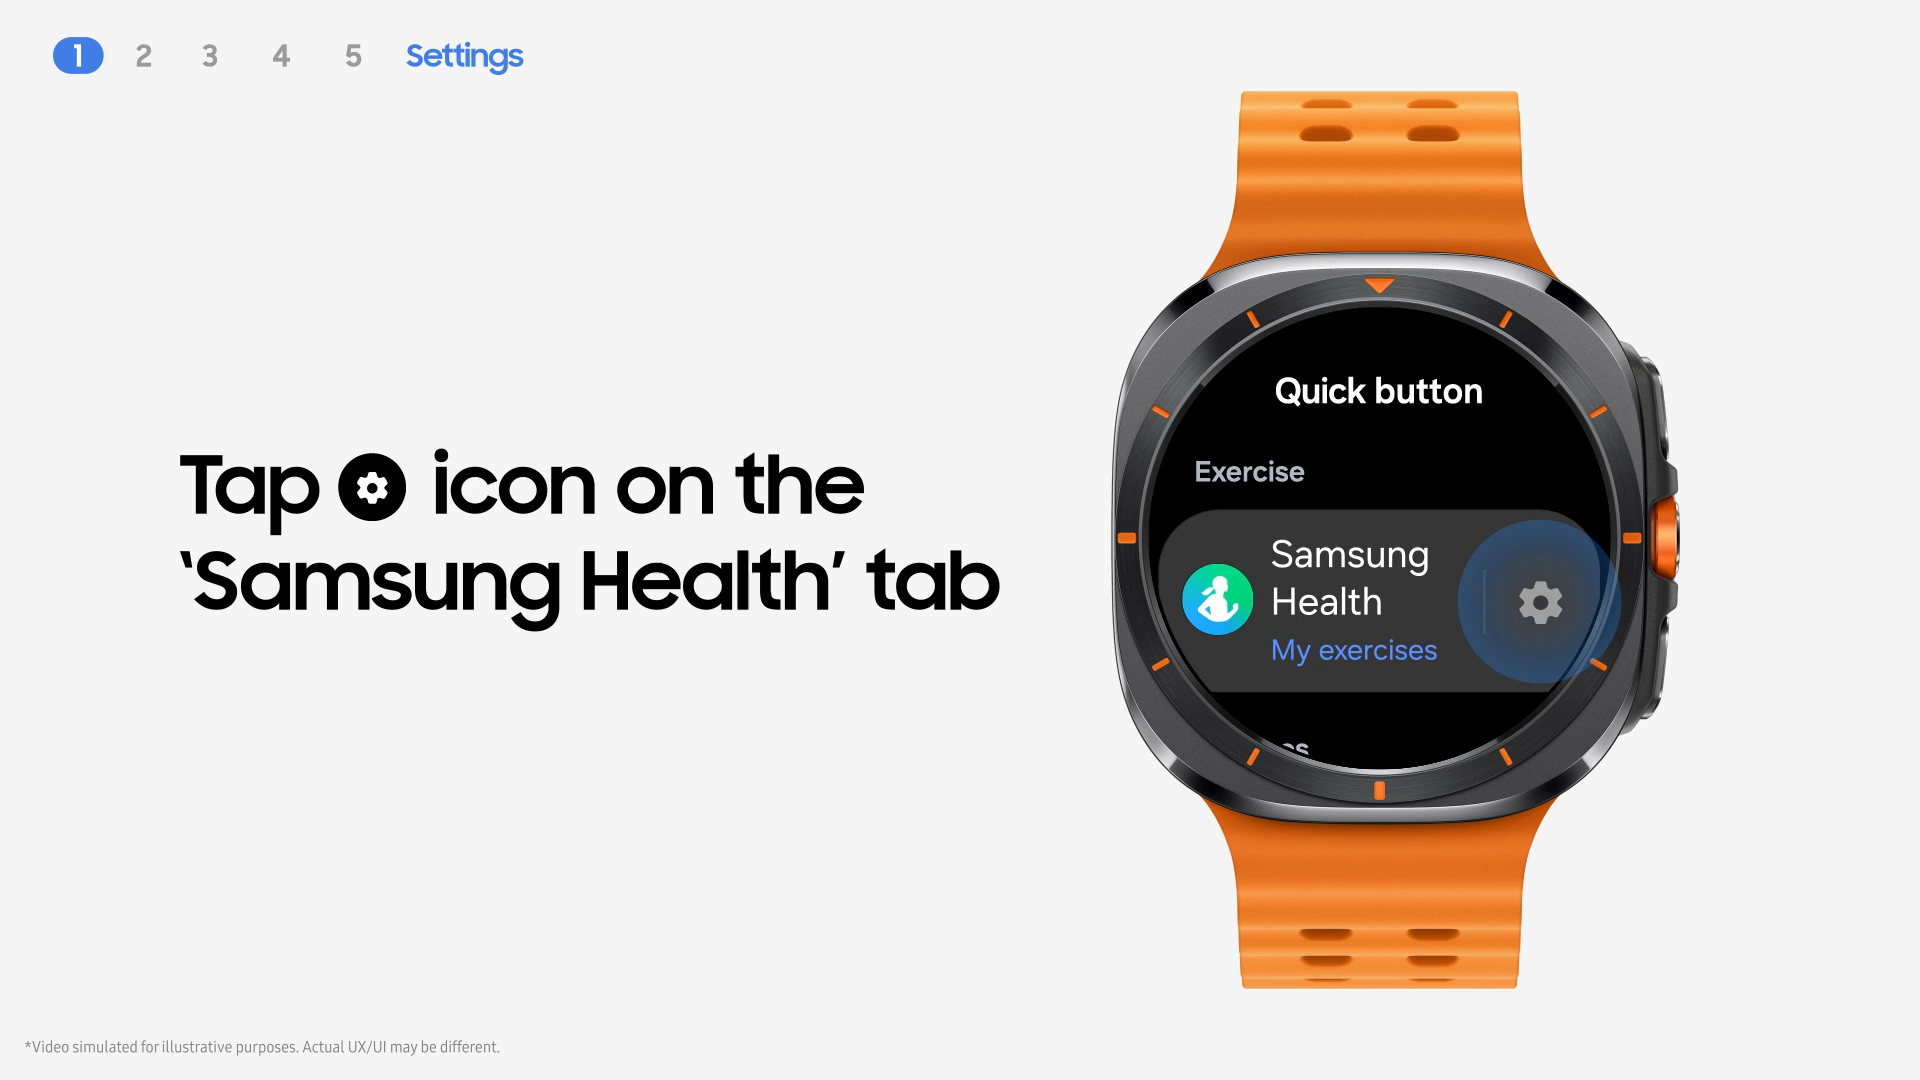 1 2 3 4 5 Settings
Tap icon on the
‘Samsung Health’ tab
Quick button
Exercise
Samsung
Health
My exercises
*Video simulated for illustrative purposes. Actual UX/UI may be different.